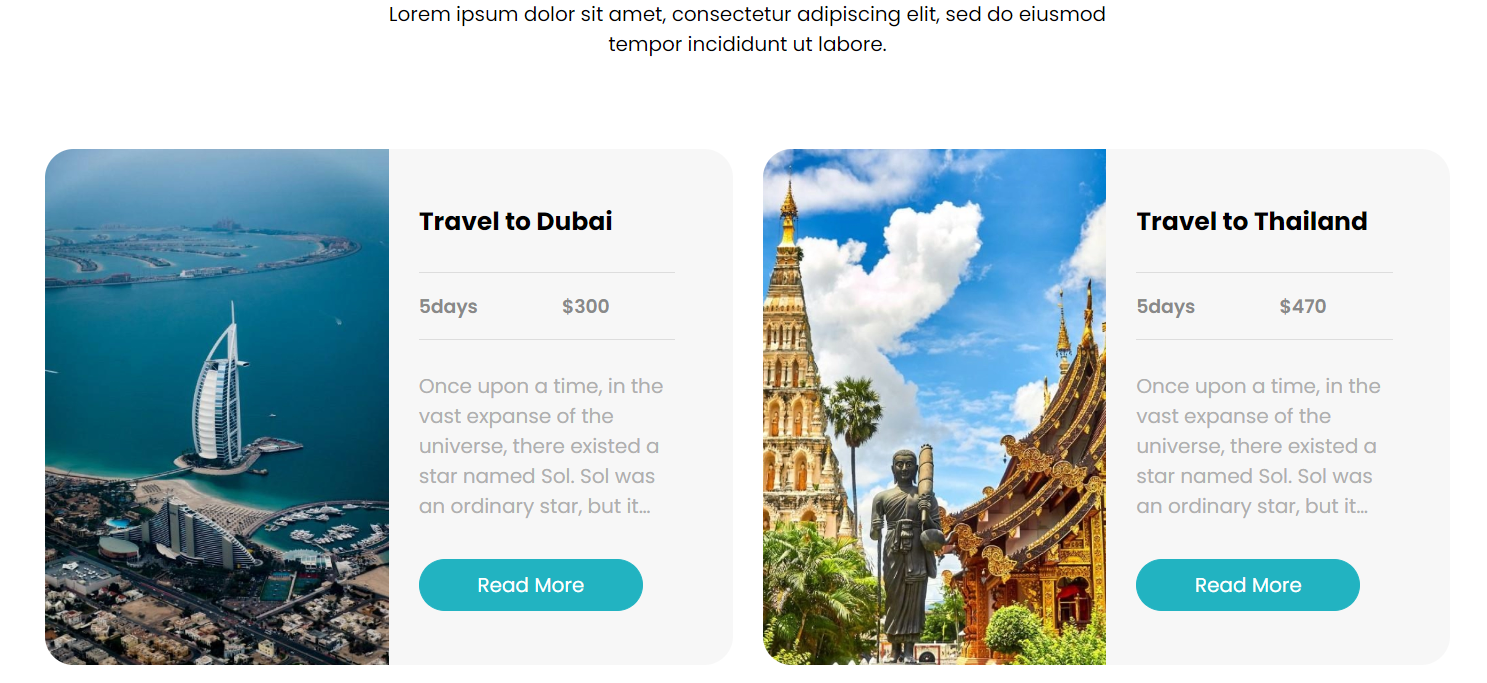 Lorem ipsum dolor sit amet, consectetur adipiscing elit, sed do eiusmod
tempor incididunt ut labore.
Travel to Dubai
5days $300
Once upon a time, in the
vast expanse of the
universe, there existed a
star named Sol. Sol was
an ordinary star, but it...
Read More
Travel to Thailand
5days $470
Once upon a time, in the
vast expanse of the
universe, there existed a
star named Sol. Sol was
an ordinary star, but it...
Read More